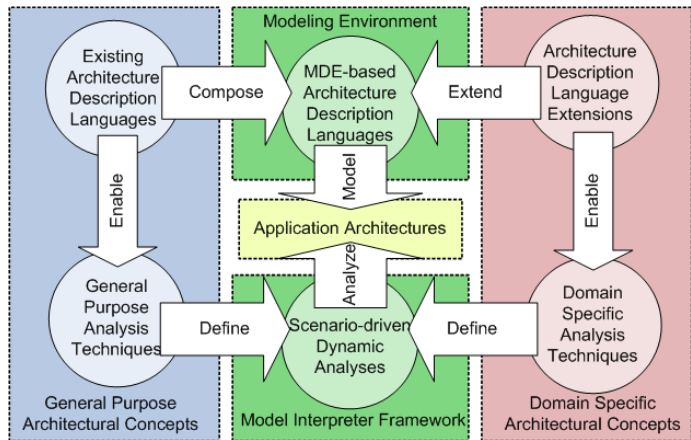 Modeling Environment
Existing
Architecture
Description
Languages
Compose
MDE-based
Architecture
Description
Languages
Extend
Architecture
Description
Language
Extensions
Enable
Model
Enable
Application Architectures
Analyze
General
Purpose
Analysis
Techniques
Define
Scenario-driven
Dynamic
Analyses
Define
Domain
Specific
Analysis
Techniques
General Purpose
Architectural Concepts
Model Interpreter Framework
Domain Specific
Architectural Concepts